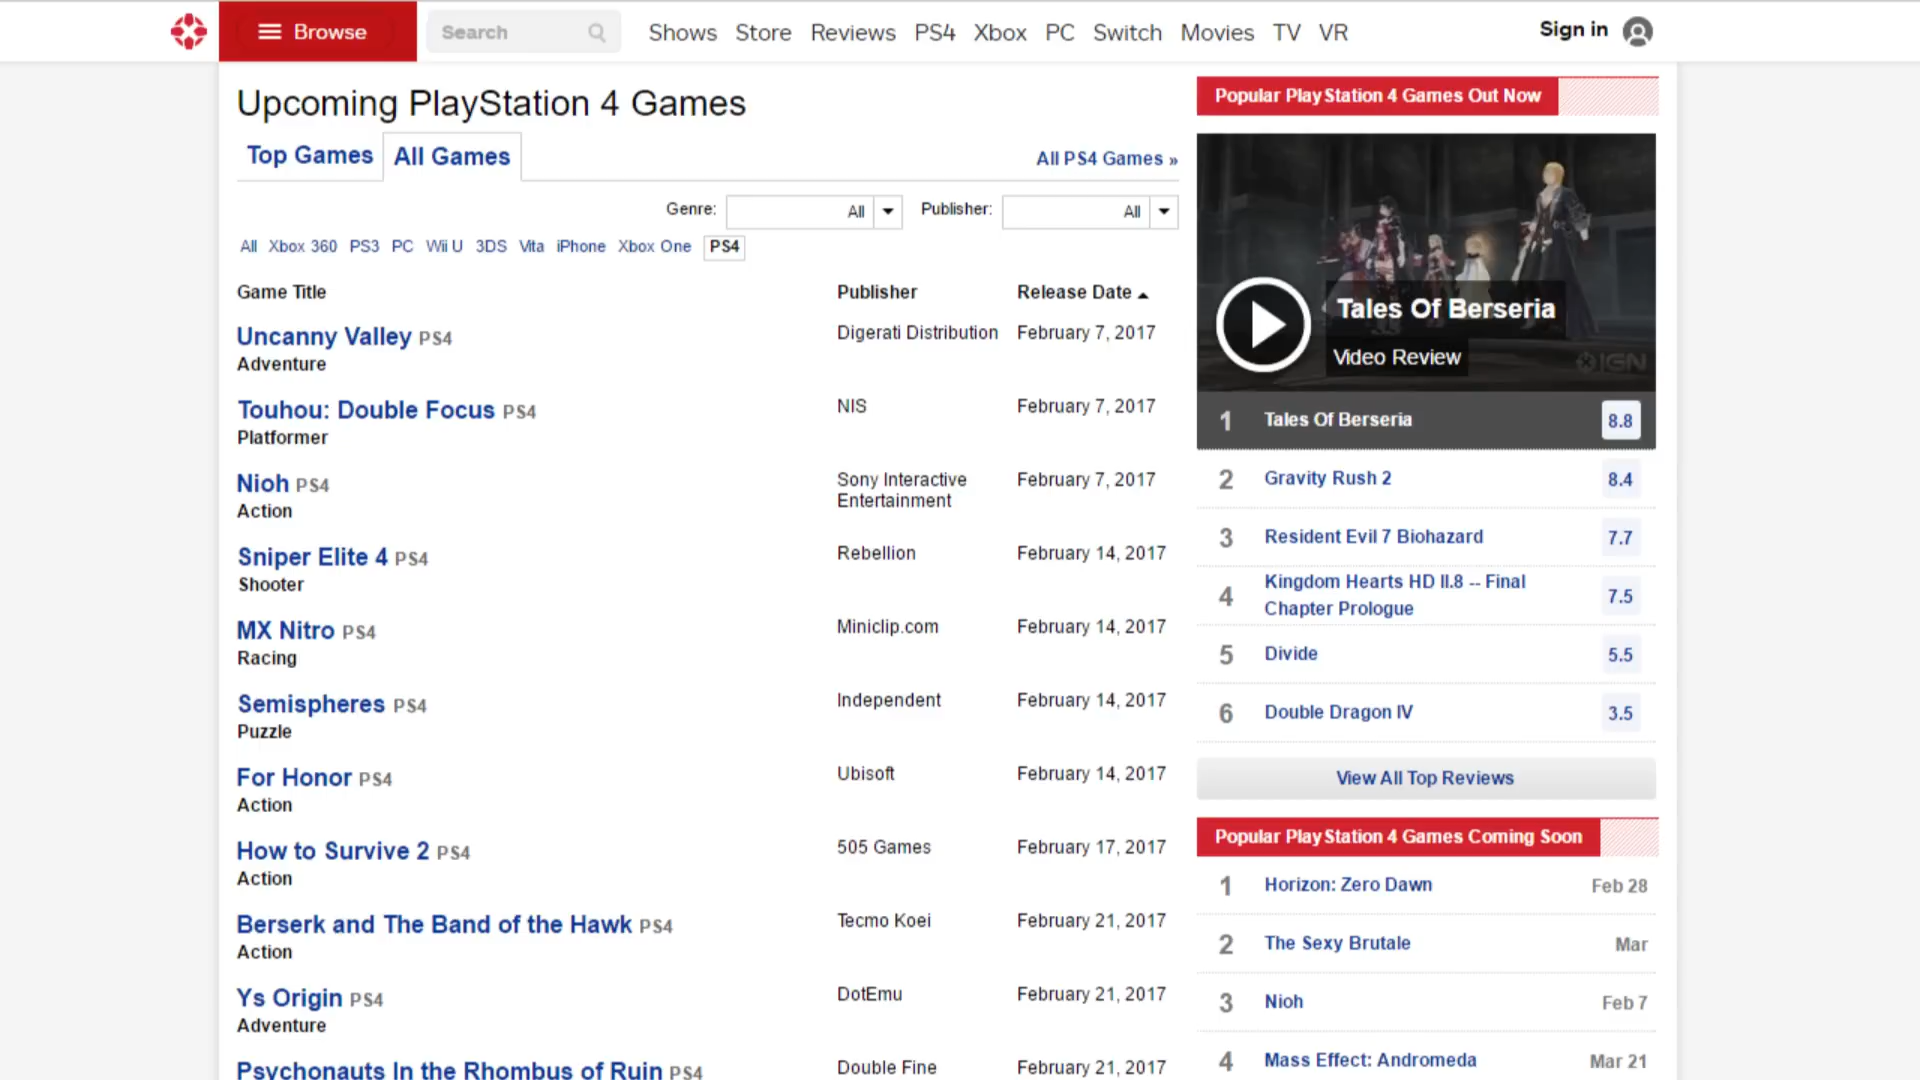 Browse
Search
Shows Store Reviews PS4 Xbox PC Switch Movies TV VR
Sign in
Upcoming PlayStation 4 Games
Top Games All Games
All PS4 Games »
Genre: All Publisher: All
All Xbox 360 PS3 PC Wii U 3DS Vita iPhone Xbox One PS4
Game Title Publisher Release Date
Uncanny Valley PS4 Digerati Distribution February 7, 2017
Adventure
Touhou: Double Focus PS4 NIS February 7, 2017
Platformer
Nioh PS4 Sony Interactive February 7, 2017
Entertainment
Action
Sniper Elite 4 PS4 Rebellion February 14, 2017
Shooter
MX Nitro PS4 Miniclip.com February 14, 2017
Racing
Semispheres PS4 Independent February 14, 2017
Puzzle
For Honor PS4 Ubisoft February 14, 2017
Action
How to Survive 2 PS4 505 Games February 17, 2017
Action
Berserk and The Band of the Hawk PS4 Tecmo Koei February 21, 2017
Action
Ys Origin PS4 DotEmu February 21, 2017
Adventure
Psychonauts In the Rhombus of Ruin PS4 Double Fine February 21, 2017
Popular PlayStation 4 Games Out Now
Tales Of Berseria
Video Review
IGN
1 Tales Of Berseria 8.8
2 Gravity Rush 2 8.4
3 Resident Evil 7 Biohazard 7.7
4 Kingdom Hearts HD II.8 -- Final
Chapter Prologue 7.5
5 Divide 5.5
6 Double Dragon IV 3.5
View All Top Reviews
Popular PlayStation 4 Games Coming Soon
1 Horizon: Zero Dawn Feb 28
2 The Sexy Brutale Mar
3 Nioh Feb 7
4 Mass Effect: Andromeda Mar 21